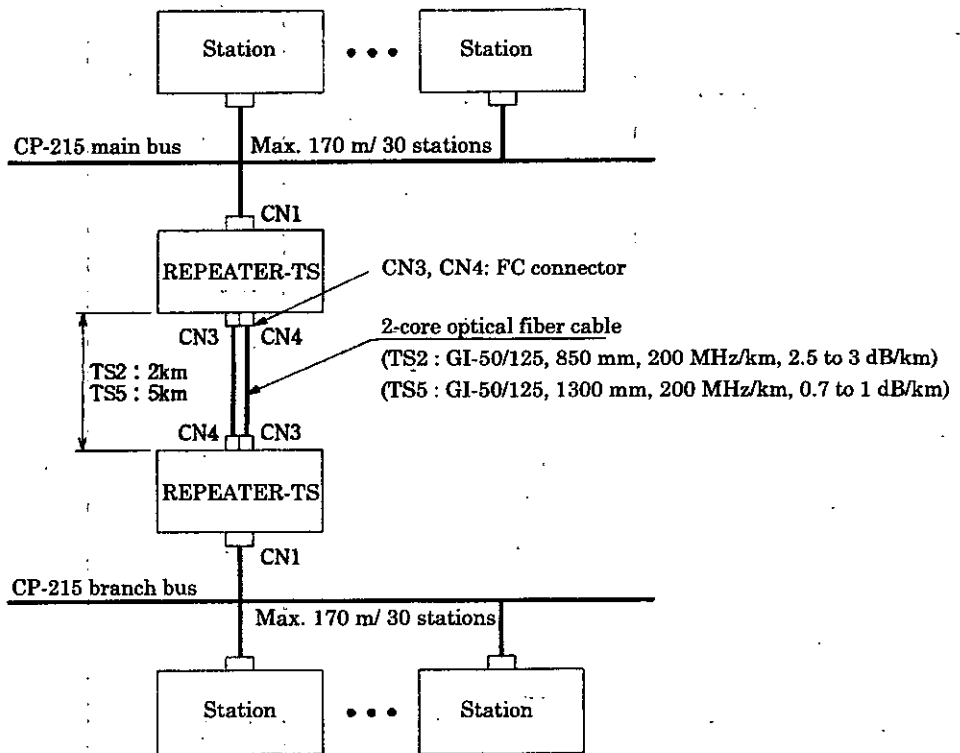 Station
Station
CP-215 main bus
Max. 170 m/ 30 stations
CN1
REPEATER-TS
CN3, CN4: FC connector
CN3
CN4
2-core optical fiber cable
TS2 : 2km
(TS2 : GI-50/125, 850 mm, 200 MHz/km, 2.5 to 3 dB/km)
TS5 : 5km
(TS5 : GI-50/125, 1300 mm, 200 MHz/km, 0.7 to 1 dB/km)
CN4
CN3
REPEATER-TS
CN1
CP-215 branch bus
Max. 170 m/ 30 stations
Station
Station